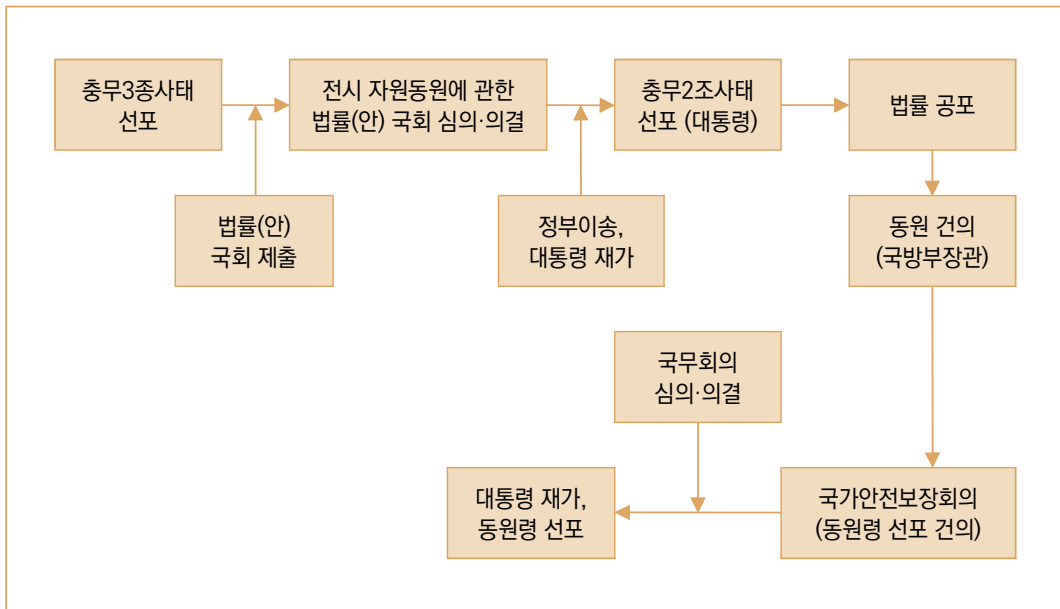 충무3종사태
선포
전시 자원동원에 관한
법률(안) 국회 심의·의결
충무2조사태
선포 (대통령)
법률 공포
법률(안)
국회 제출
정부이송,
대통령 재가
동원 건의
(국방부장관)
국무회의
심의·의결
대통령 재가,
동원령 선포
국가안전보장회의
(동원령 선포 건의)